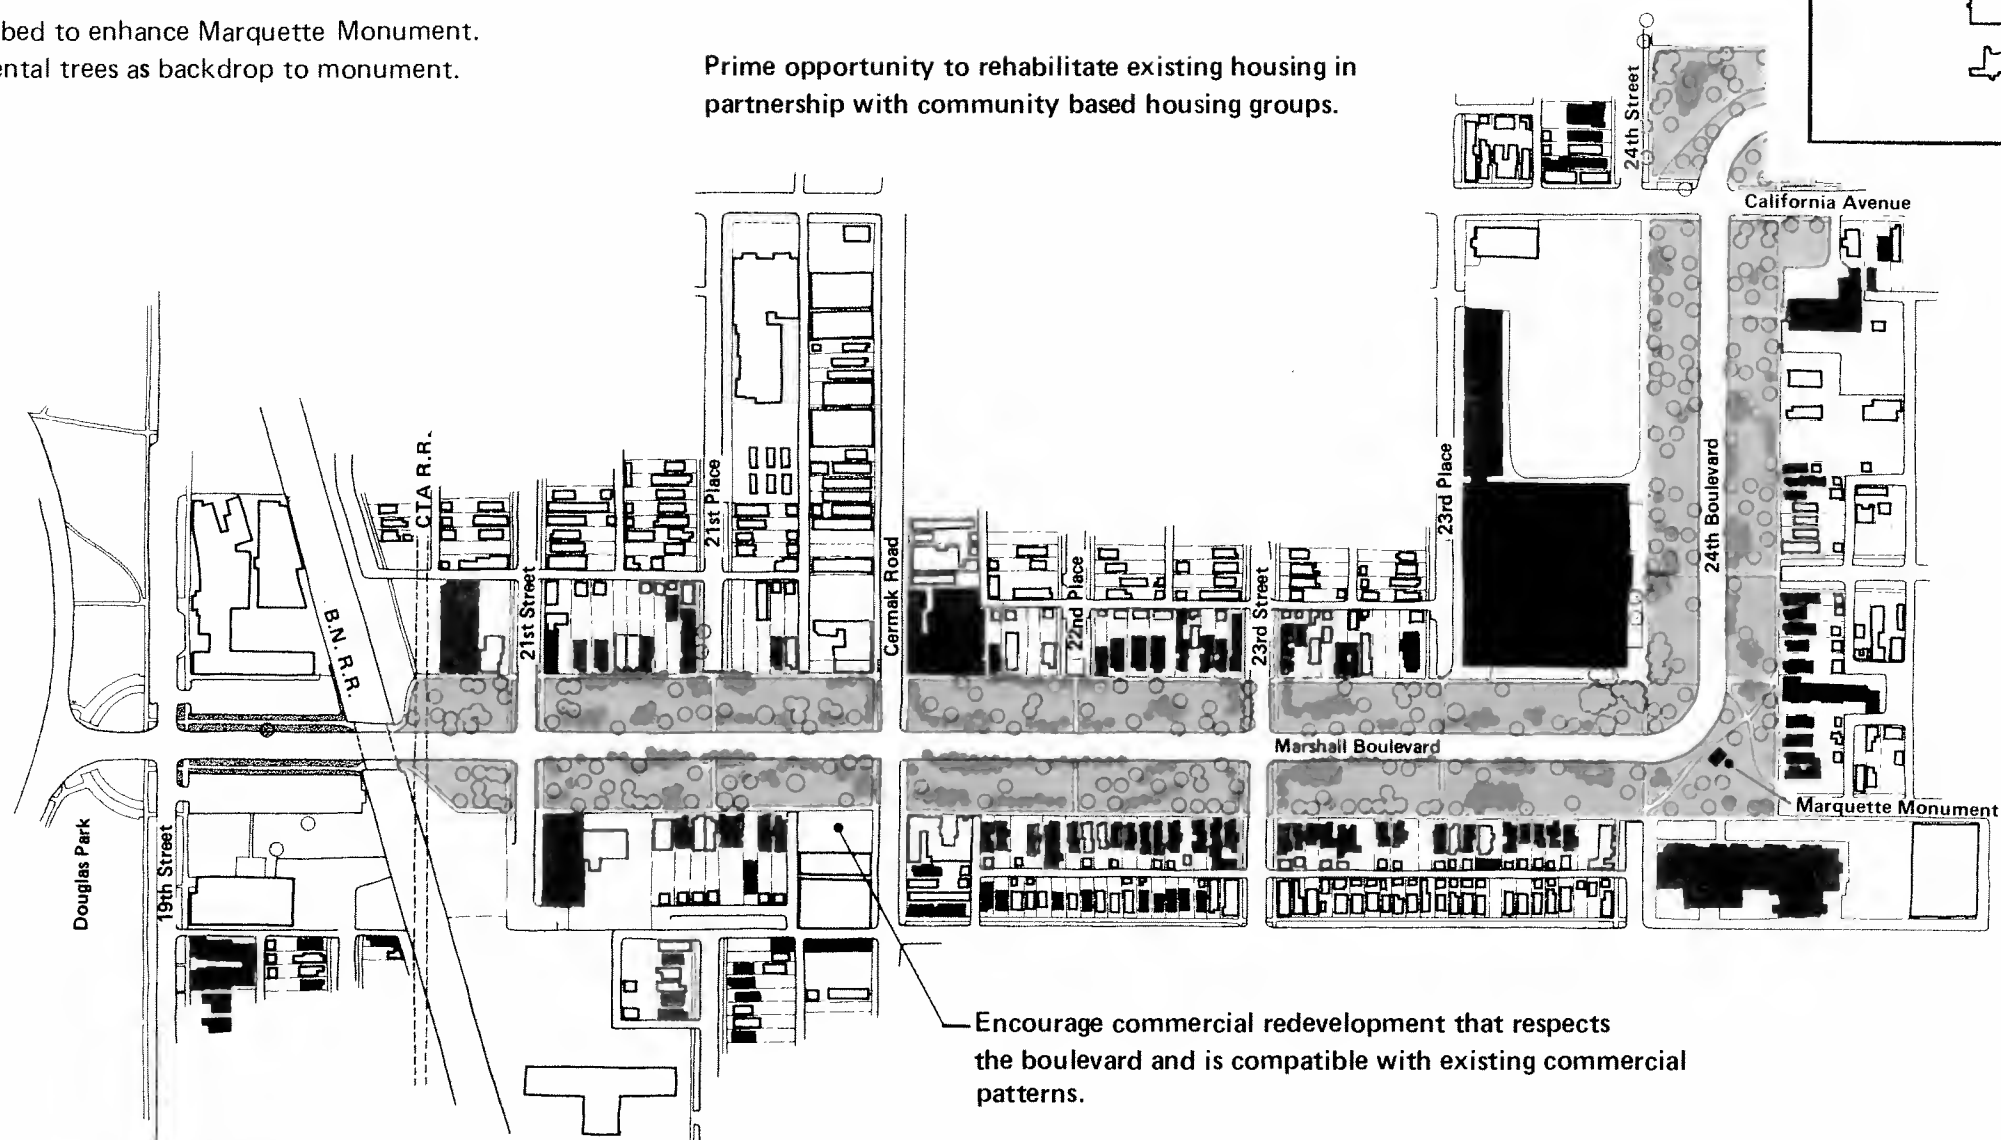 bed to enhance Marquette Monument.
ental trees as backdrop to monument.
Prime opportunity to rehabilitate existing housing in
partnership with community based housing groups.
24th Street
California Avenue
C.T.A R.R.
21st Place
23rd Place
24th Boulevard
B.N. R.R.
21st Street
Cermak Road
22nd Place
23rd Street
Marshall Boulevard
Marquette Monument
Douglas Park
19th Street
Encourage commercial redevelopment that respects
the boulevard and is compatible with existing commercial
patterns.